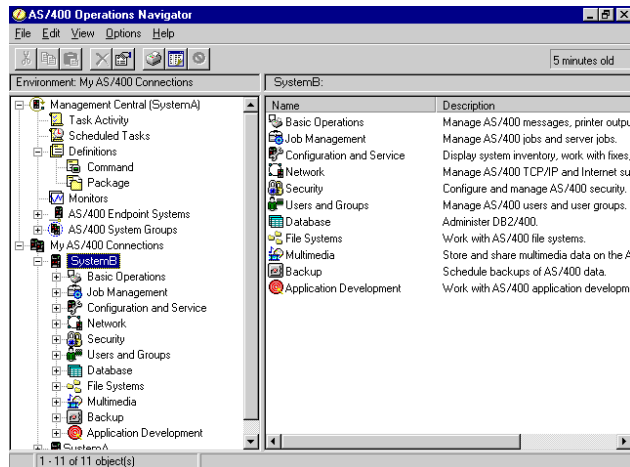 AS/400 Operations Navigator
File Edit View Options Help
5 minutes old
Environment: My AS/400 Connections
SystemB:
Management Central (SystemA)
Task Activity
Scheduled Tasks
Definitions
Command
Package
Monitors
AS/400 Endpoint Systems
AS/400 System Groups
My AS/400 Connections
SystemB
Basic Operations
Job Management
Configuration and Service
Network
Security
Users and Groups
Database
File Systems
Multimedia
Backup
Application Development
SystemA
Name Description
Basic Operations Manage AS/400 messages, printer outpu
Job Management Manage AS/400 jobs and server jobs.
Configuration and Service Display system inventory, work with fixes,
Network Manage AS/400 TCP/IP and Internet su
Security Configure and manage AS/400 security.
Users and Groups Manage AS/400 users and user groups.
Database Administer DB2/400.
File Systems Work with AS/400 file systems.
Multimedia Store and share multimedia data on the A
Backup Schedule backups of AS/400 data.
Application Development Work with AS/400 application developm
1 - 11 of 11 object(s)